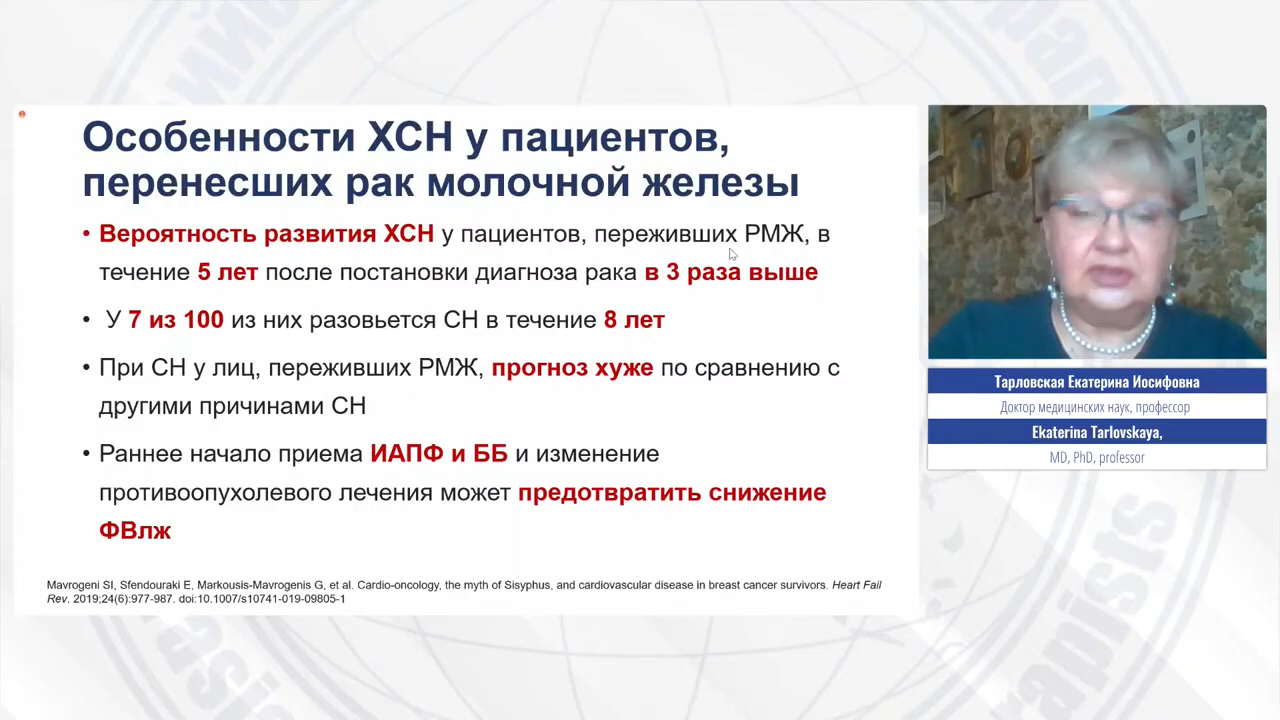 Особенности ХСН у пациентов,
перенесших рак молочной железы
• Вероятность развития ХСН у пациентов, переживших РМЖ, в
течение 5 лет после постановки диагноза рака в 3 раза выше
• У 7 из 100 из них разовьется СН в течение 8 лет
• При СН у лиц, переживших РМЖ, прогноз хуже по сравнению с
другими причинами СН
• Раннее начало приема ИАПФ и ББ и изменение
противоопухолевого лечения может предотвратить снижение
ФВлж
Mavrogeni SI, Sfendouraki E, Markousis-Mavrogenis G, et al. Cardio-oncology, the myth of Sisyphus, and cardiovascular disease in breast cancer survivors. Heart Fail
Rev. 2019;24(6):977-987. doi:10.1007/s10741-019-09805-1
Тарловская Екатерина Иосифовна
Доктор медицинских наук, профессор
Ekaterina Tarlovskaya,
MD, PhD, professor